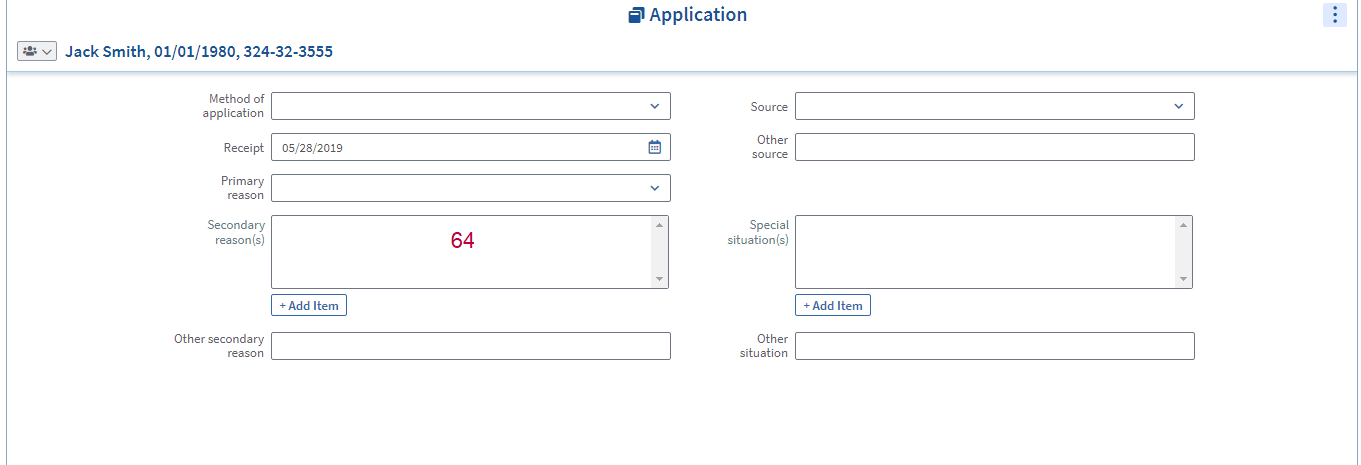 Application
Jack Smith, 01/01/1980, 324-32-3555
Method of
application
Source
Receipt
05/28/2019
Other
source
Primary
reason
Secondary
reason(s)
64
Special
situation(s)
+ Add Item
+ Add Item
Other secondary
reason
Other
situation